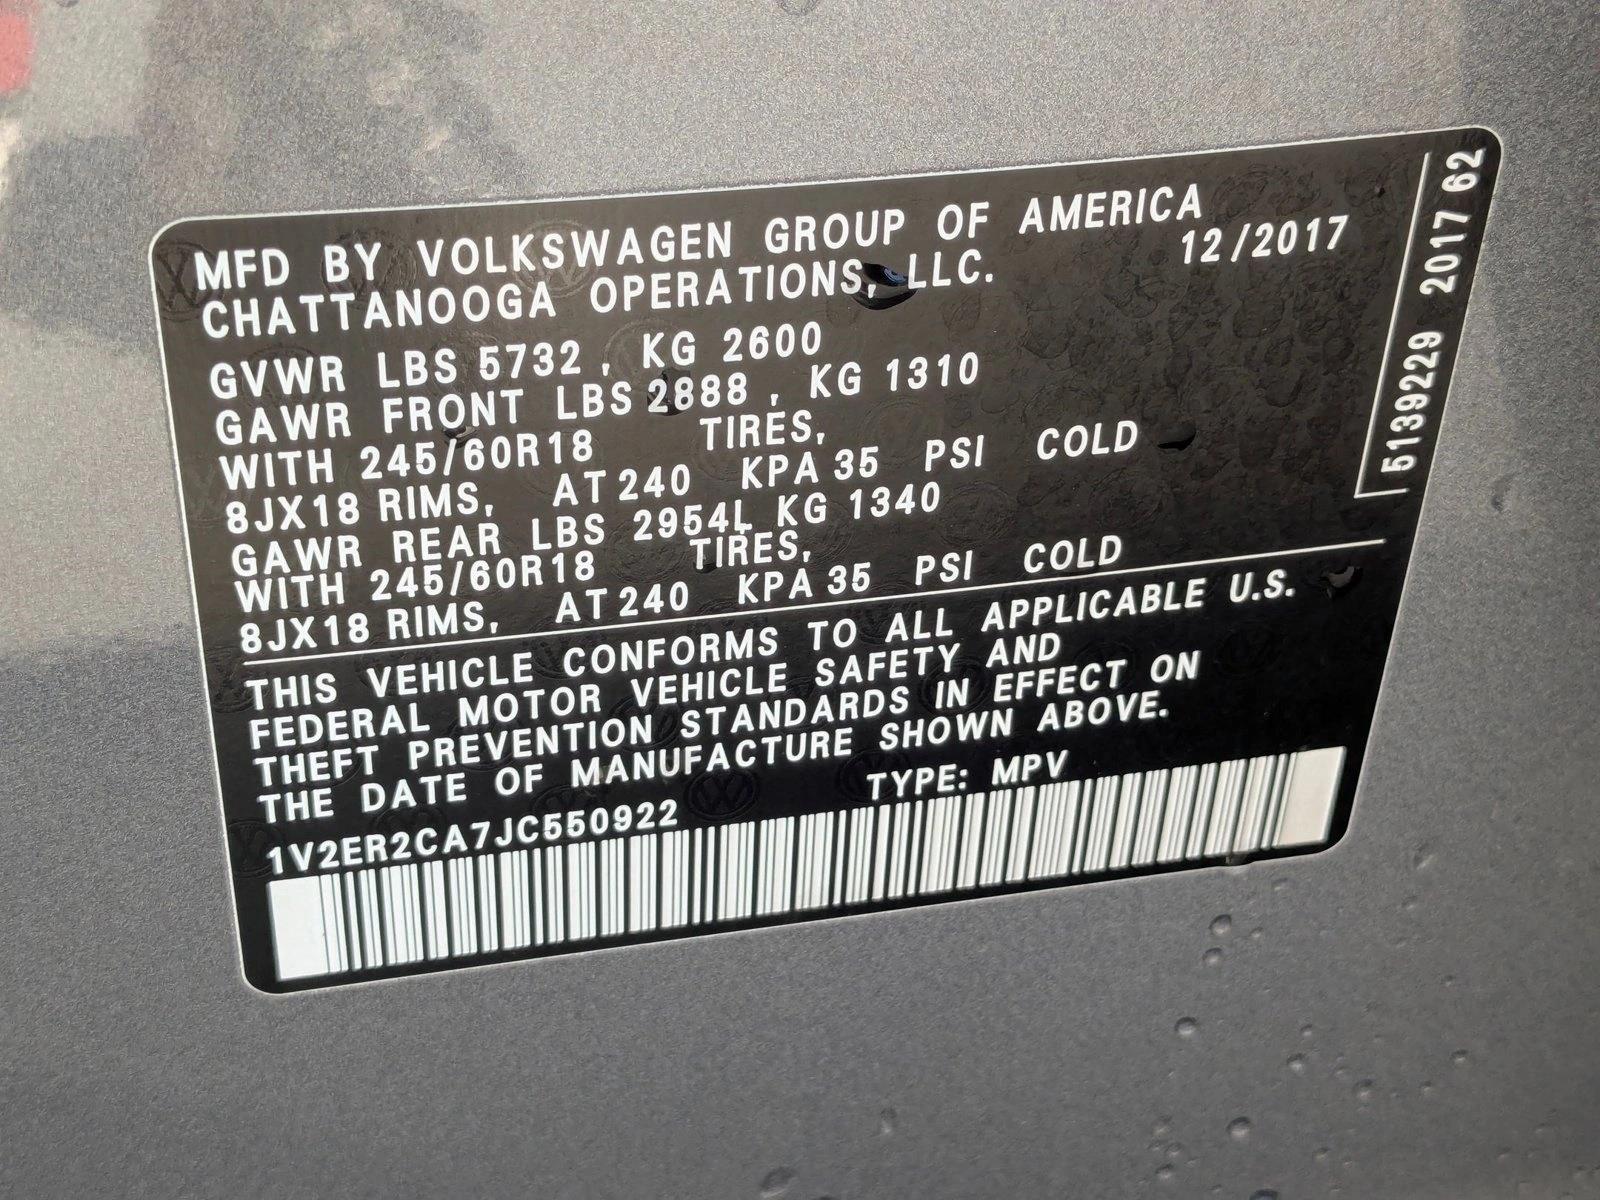 MFD BY VOLKSWAGEN GROUP OF AMERICA
CHATTANOOGA OPERATIONS, LLC.
12/2017
GVWR LBS 5732 , KG 2600
GAWR FRONT LBS 2888 , KG 1310
WITH 245/60R18 TIRES,
8JX18 RIMS, AT 240 KPA 35 PSI COLD
GAWR REAR LBS 2954L KG 1340
WITH 245/60R18 TIRES,
8JX18 RIMS, AT 240 KPA 35 PSI COLD
THIS VEHICLE CONFORMS TO ALL APPLICABLE U.S.
FEDERAL MOTOR VEHICLE SAFETY AND
THEFT PREVENTION STANDARDS IN EFFECT ON
THE DATE OF MANUFACTURE SHOWN ABOVE.
1V2ER2CA7JC550922 TYPE: MPV
5139229 2017 62